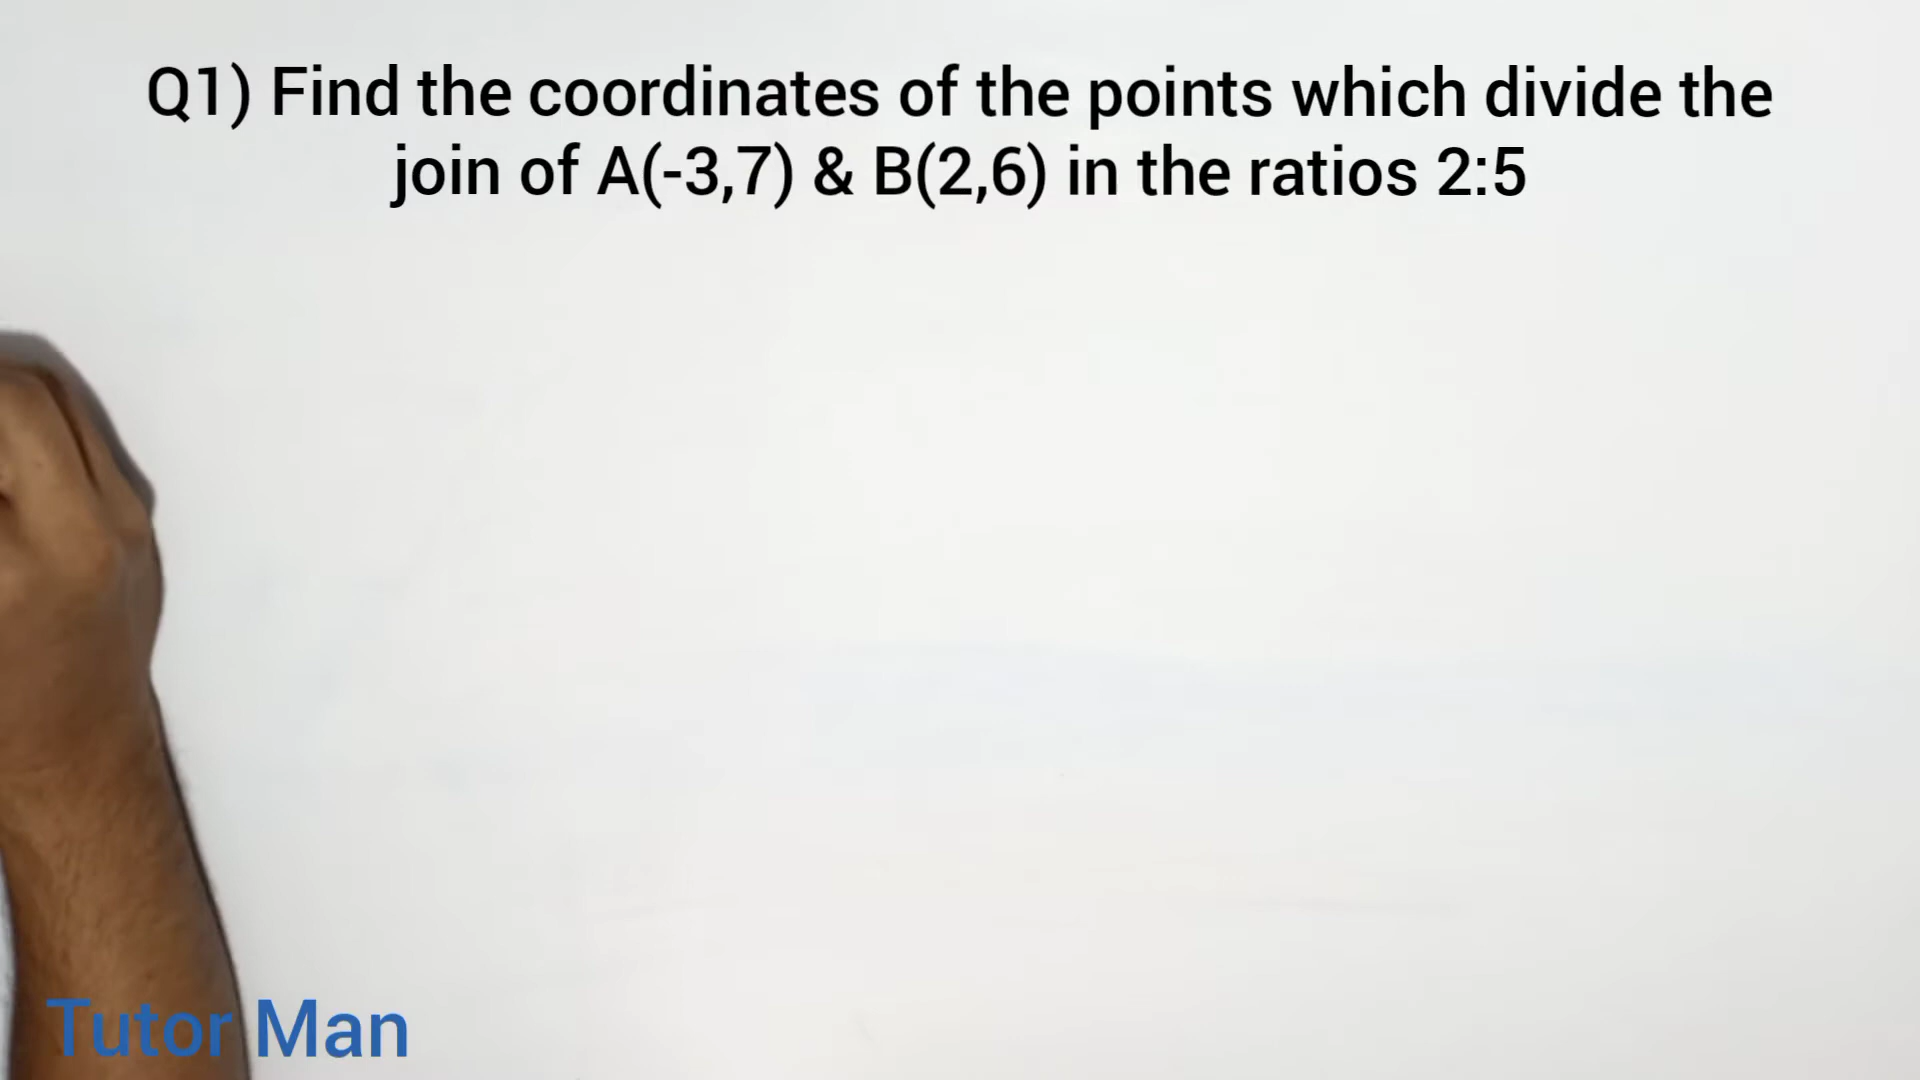 Q1) Find the coordinates of the points which divide the
join of A(-3,7) & B(2,6) in the ratios 2:5
Tutor Man